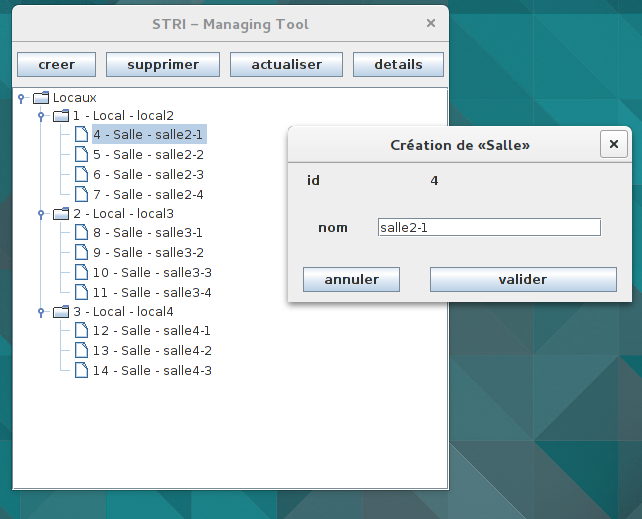 STRI – Managing Tool
creer
supprimer
actualiser
details
Locaux
1 - Local - local2
4 - Salle - salle2-1
5 - Salle - salle2-2
6 - Salle - salle2-3
7 - Salle - salle2-4
2 - Local - local3
8 - Salle - salle3-1
9 - Salle - salle3-2
10 - Salle - salle3-3
11 - Salle - salle3-4
3 - Local - local4
12 - Salle - salle4-1
13 - Salle - salle4-2
14 - Salle - salle4-3
Création de «Salle»
id 4
nom salle2-1
annuler valider